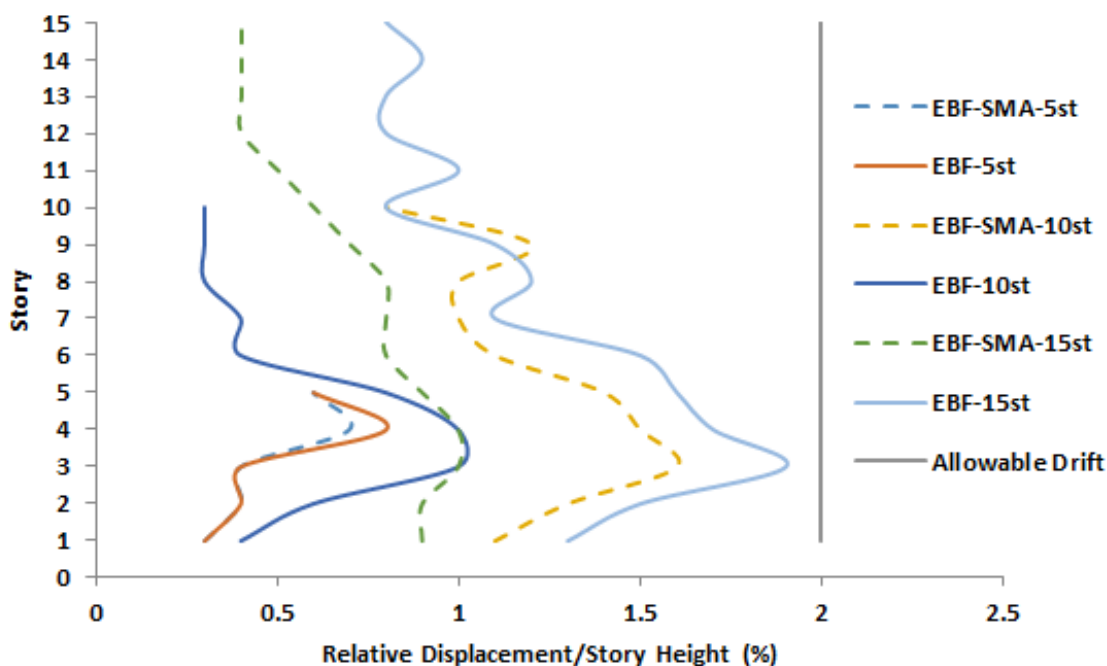 15
14
13
12
11
10
9
8
7
6
5
4
3
2
1
0
Story
0
0.5
1
1.5
2
2.5
Relative Displacement/Story Height (%)
EBF-SMA-5st
EBF-5st
EBF-SMA-10st
EBF-10st
EBF-SMA-15st
EBF-15st
Allowable Drift